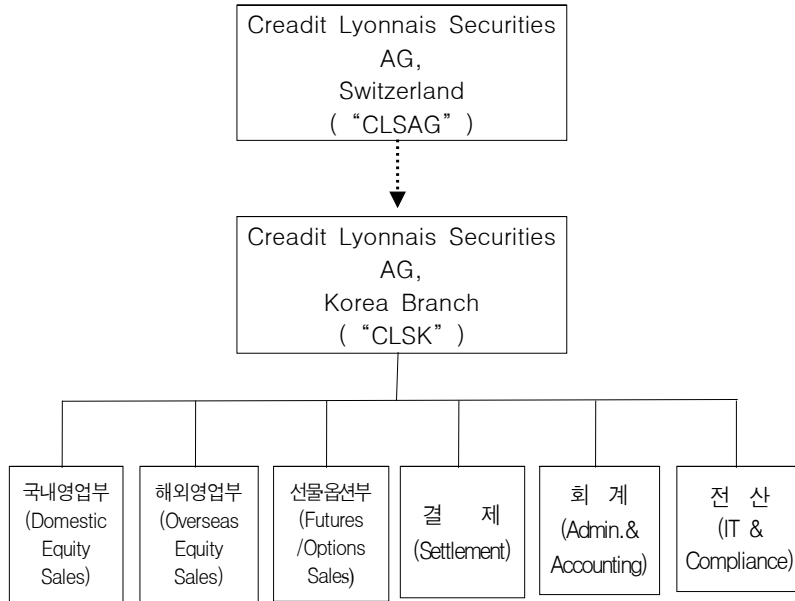 Creadit Lyonnais Securities
AG,
Switzerland
( “CLSAG” )
Creadit Lyonnais Securities
AG,
Korea Branch
( “CLSK” )
국내영업부
(Domestic
Equity
Sales)
해외영업부
(Overseas
Equity
Sales)
선물옵션부
(Futures
/Options
Sales)
결 제
(Settlement)
회 계
(Admin.&
Accounting)
전 산
(IT &
Compliance)